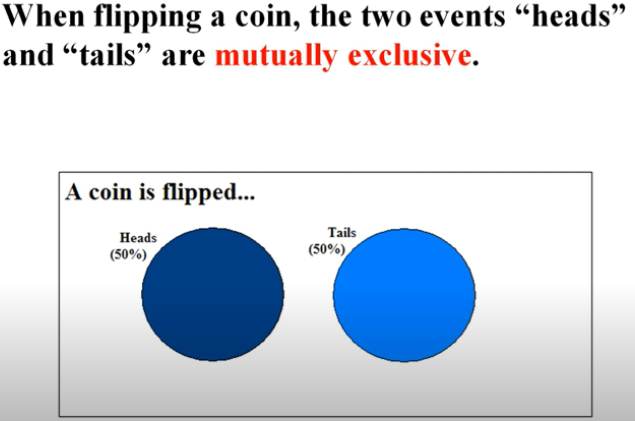 When flipping a coin, the two events “heads”
and “tails” are mutually exclusive.
A coin is flipped...
Heads
(50%)
Tails
(50%)